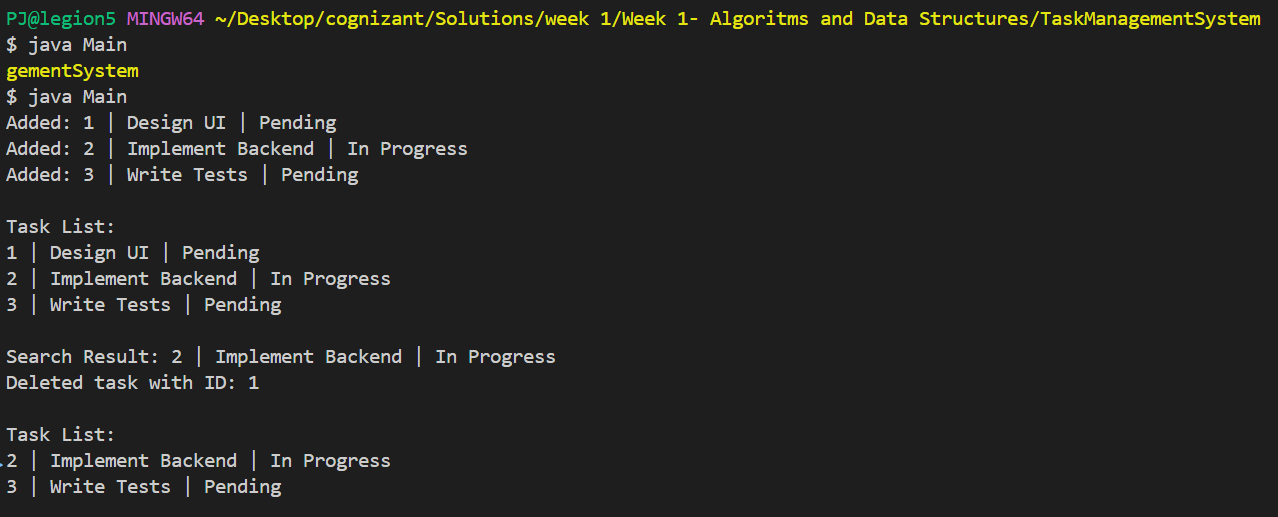 PJ@legion5 MINGW64 ~/Desktop/cognizant/Solutions/week 1/Week 1- Algoritms and Data Structures/TaskManagementSystem
$ java Main
gementSystem
$ java Main
Added: 1 | Design UI | Pending
Added: 2 | Implement Backend | In Progress
Added: 3 | Write Tests | Pending
Task List:
1 | Design UI | Pending
2 | Implement Backend | In Progress
3 | Write Tests | Pending
Search Result: 2 | Implement Backend | In Progress
Deleted task with ID: 1
Task List:
2 | Implement Backend | In Progress
3 | Write Tests | Pending